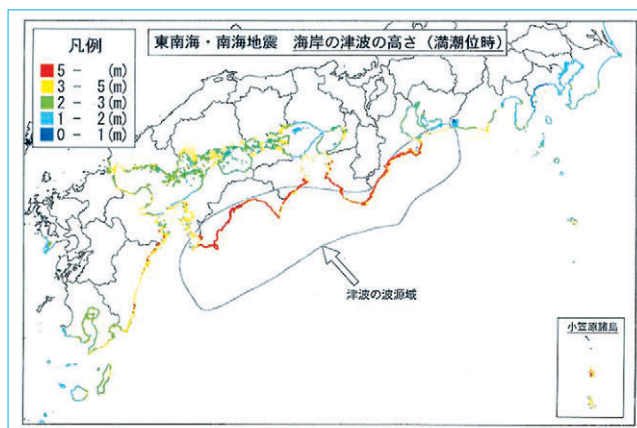 凡例
5 - (m)
3 - 5 (m)
2 - 3 (m)
1 - 2 (m)
0 - 1 (m)
東南海・南海地震 海岸の津波の高さ(満潮位時)
津波の波源域
小笠原諸島